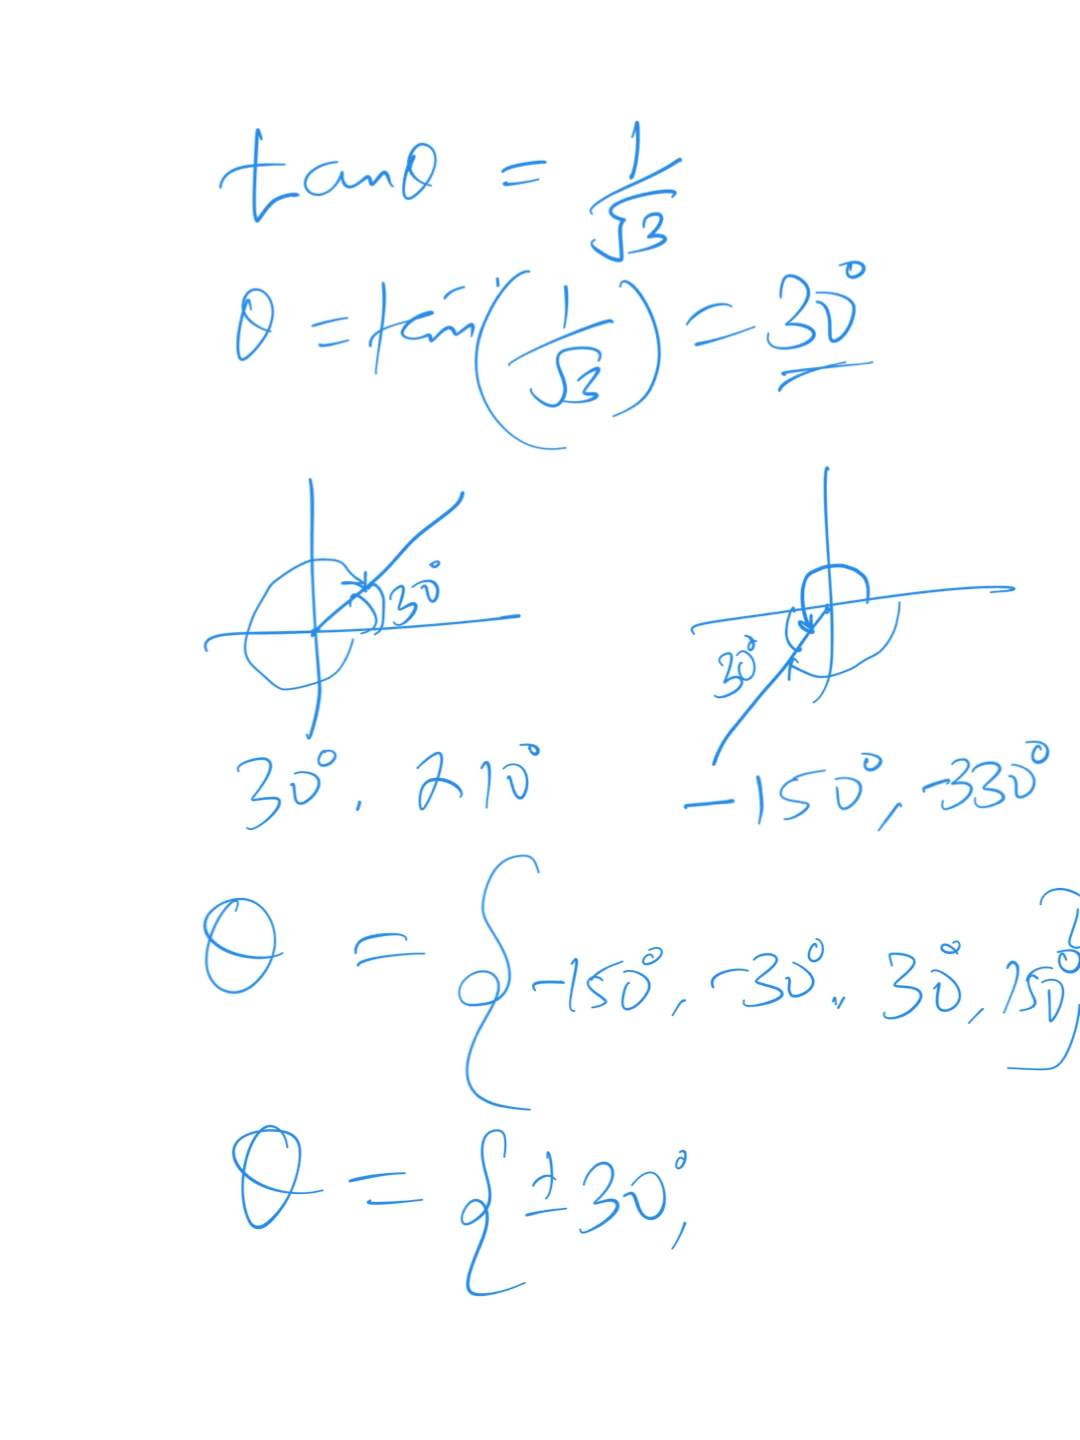 tanθ = 1/√3
θ = tan⁻¹(1/√3) = 30°
30°
30°
30°, 210°
-150°, -330°
θ = {-150°, -30°, 30°, 150°}
θ = {±30°,